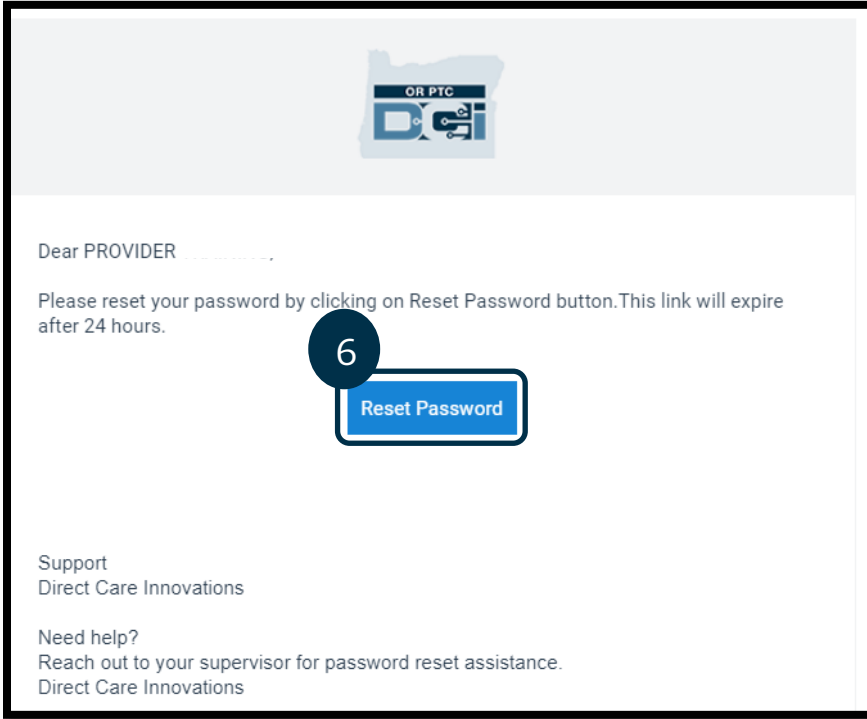 OR PTC
DCi
Dear PROVIDER
Please reset your password by clicking on Reset Password button.This link will expire
after 24 hours.
6
Reset Password
Support
Direct Care Innovations
Need help?
Reach out to your supervisor for password reset assistance.
Direct Care Innovations